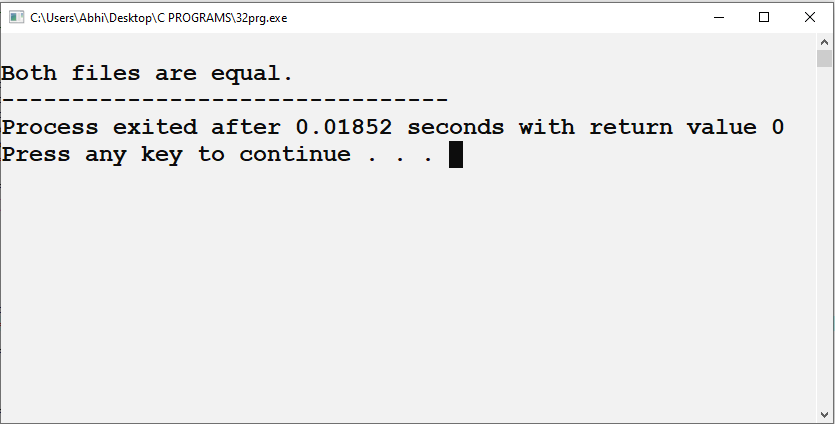 C:\Users\Abhi\Desktop\C PROGRAMS\32prg.exe
Both files are equal.
--------------------------------
Process exited after 0.01852 seconds with return value 0
Press any key to continue . . .